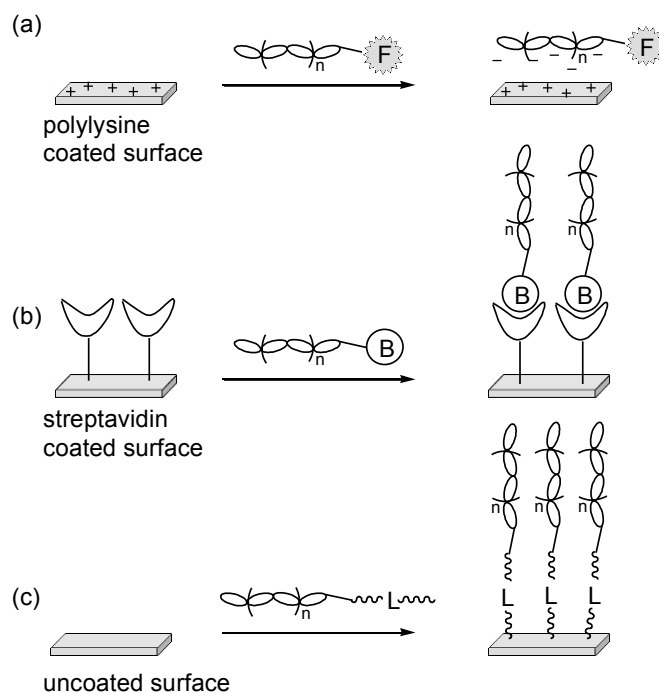 (a)
F
n
F
n
+ + + + +
− − − − −
+ + + + +
polylysine
coated surface
n n
B B
(b)
B
n
streptavidin
coated surface
n
L
n
L L L
(c)
uncoated surface